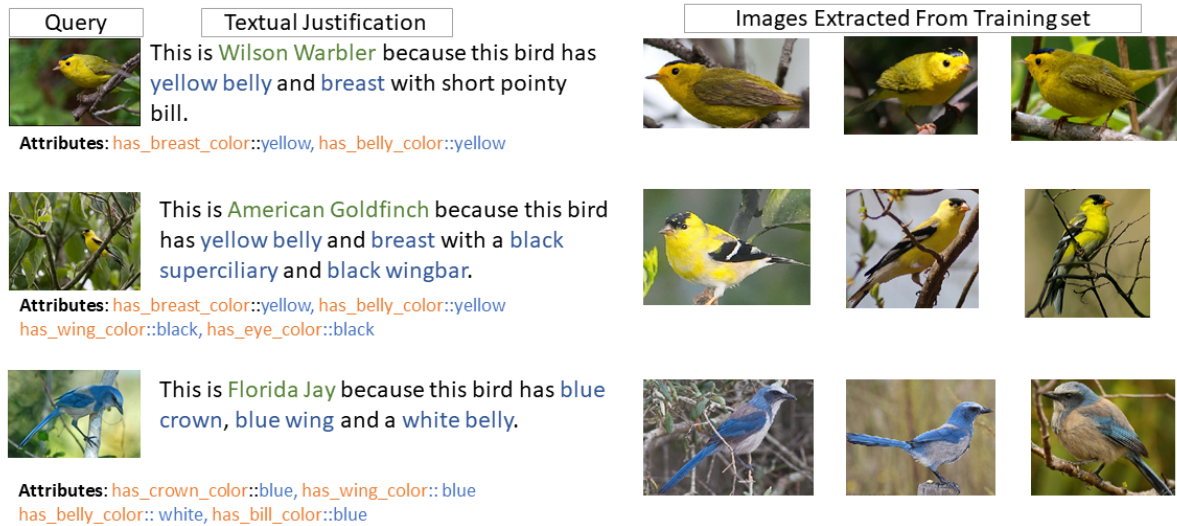 Query
Textual Justification
Images Extracted From Training set
This is Wilson Warbler because this bird has
yellow belly and breast with short pointy
bill.
Attributes: has_breast_color::yellow, has_belly_color::yellow
This is American Goldfinch because this bird
has yellow belly and breast with a black
superciliary and black wingbar.
Attributes: has_breast_color::yellow, has_belly_color::yellow
has_wing_color::black, has_eye_color::black
This is Florida Jay because this bird has blue
crown, blue wing and a white belly.
Attributes: has_crown_color::blue, has_wing_color:: blue
has_belly_color:: white, has_bill_color::blue